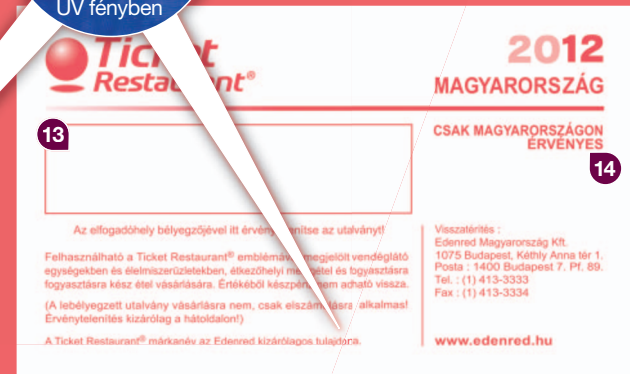 UV fényben
Ticket
Restaurant®
2012
MAGYARORSZÁG
13
CSAK MAGYARORSZÁGON
ÉRVÉNYES
14
Az elfogadóhely bélyegzőjével itt érvénytelenítse az utalványt!
Felhasználható a Ticket Restaurant® emblémával megjelölt vendéglátó
egységekben és élelmiszerüzletekben, étkezőhelyi meleg étel és fogyasztásra
fogyasztásra kész étel vásárlására. Értékéből készpénz nem adható vissza.
(A lebélyegzett utalvány vásárlásra nem, csak elszámolásra alkalmas!
Érvénytelenítés kizárólag a hátoldalon!)
A Ticket Restaurant® márkanév az Edenred kizárólagos tulajdona.
Visszatérítés :
Edenred Magyarország Kft.
1075 Budapest, Kéthly Anna tér 1.
Posta : 1400 Budapest 7. Pf. 89.
Tel. : (1) 413-3333
Fax : (1) 413-3334
www.edenred.hu